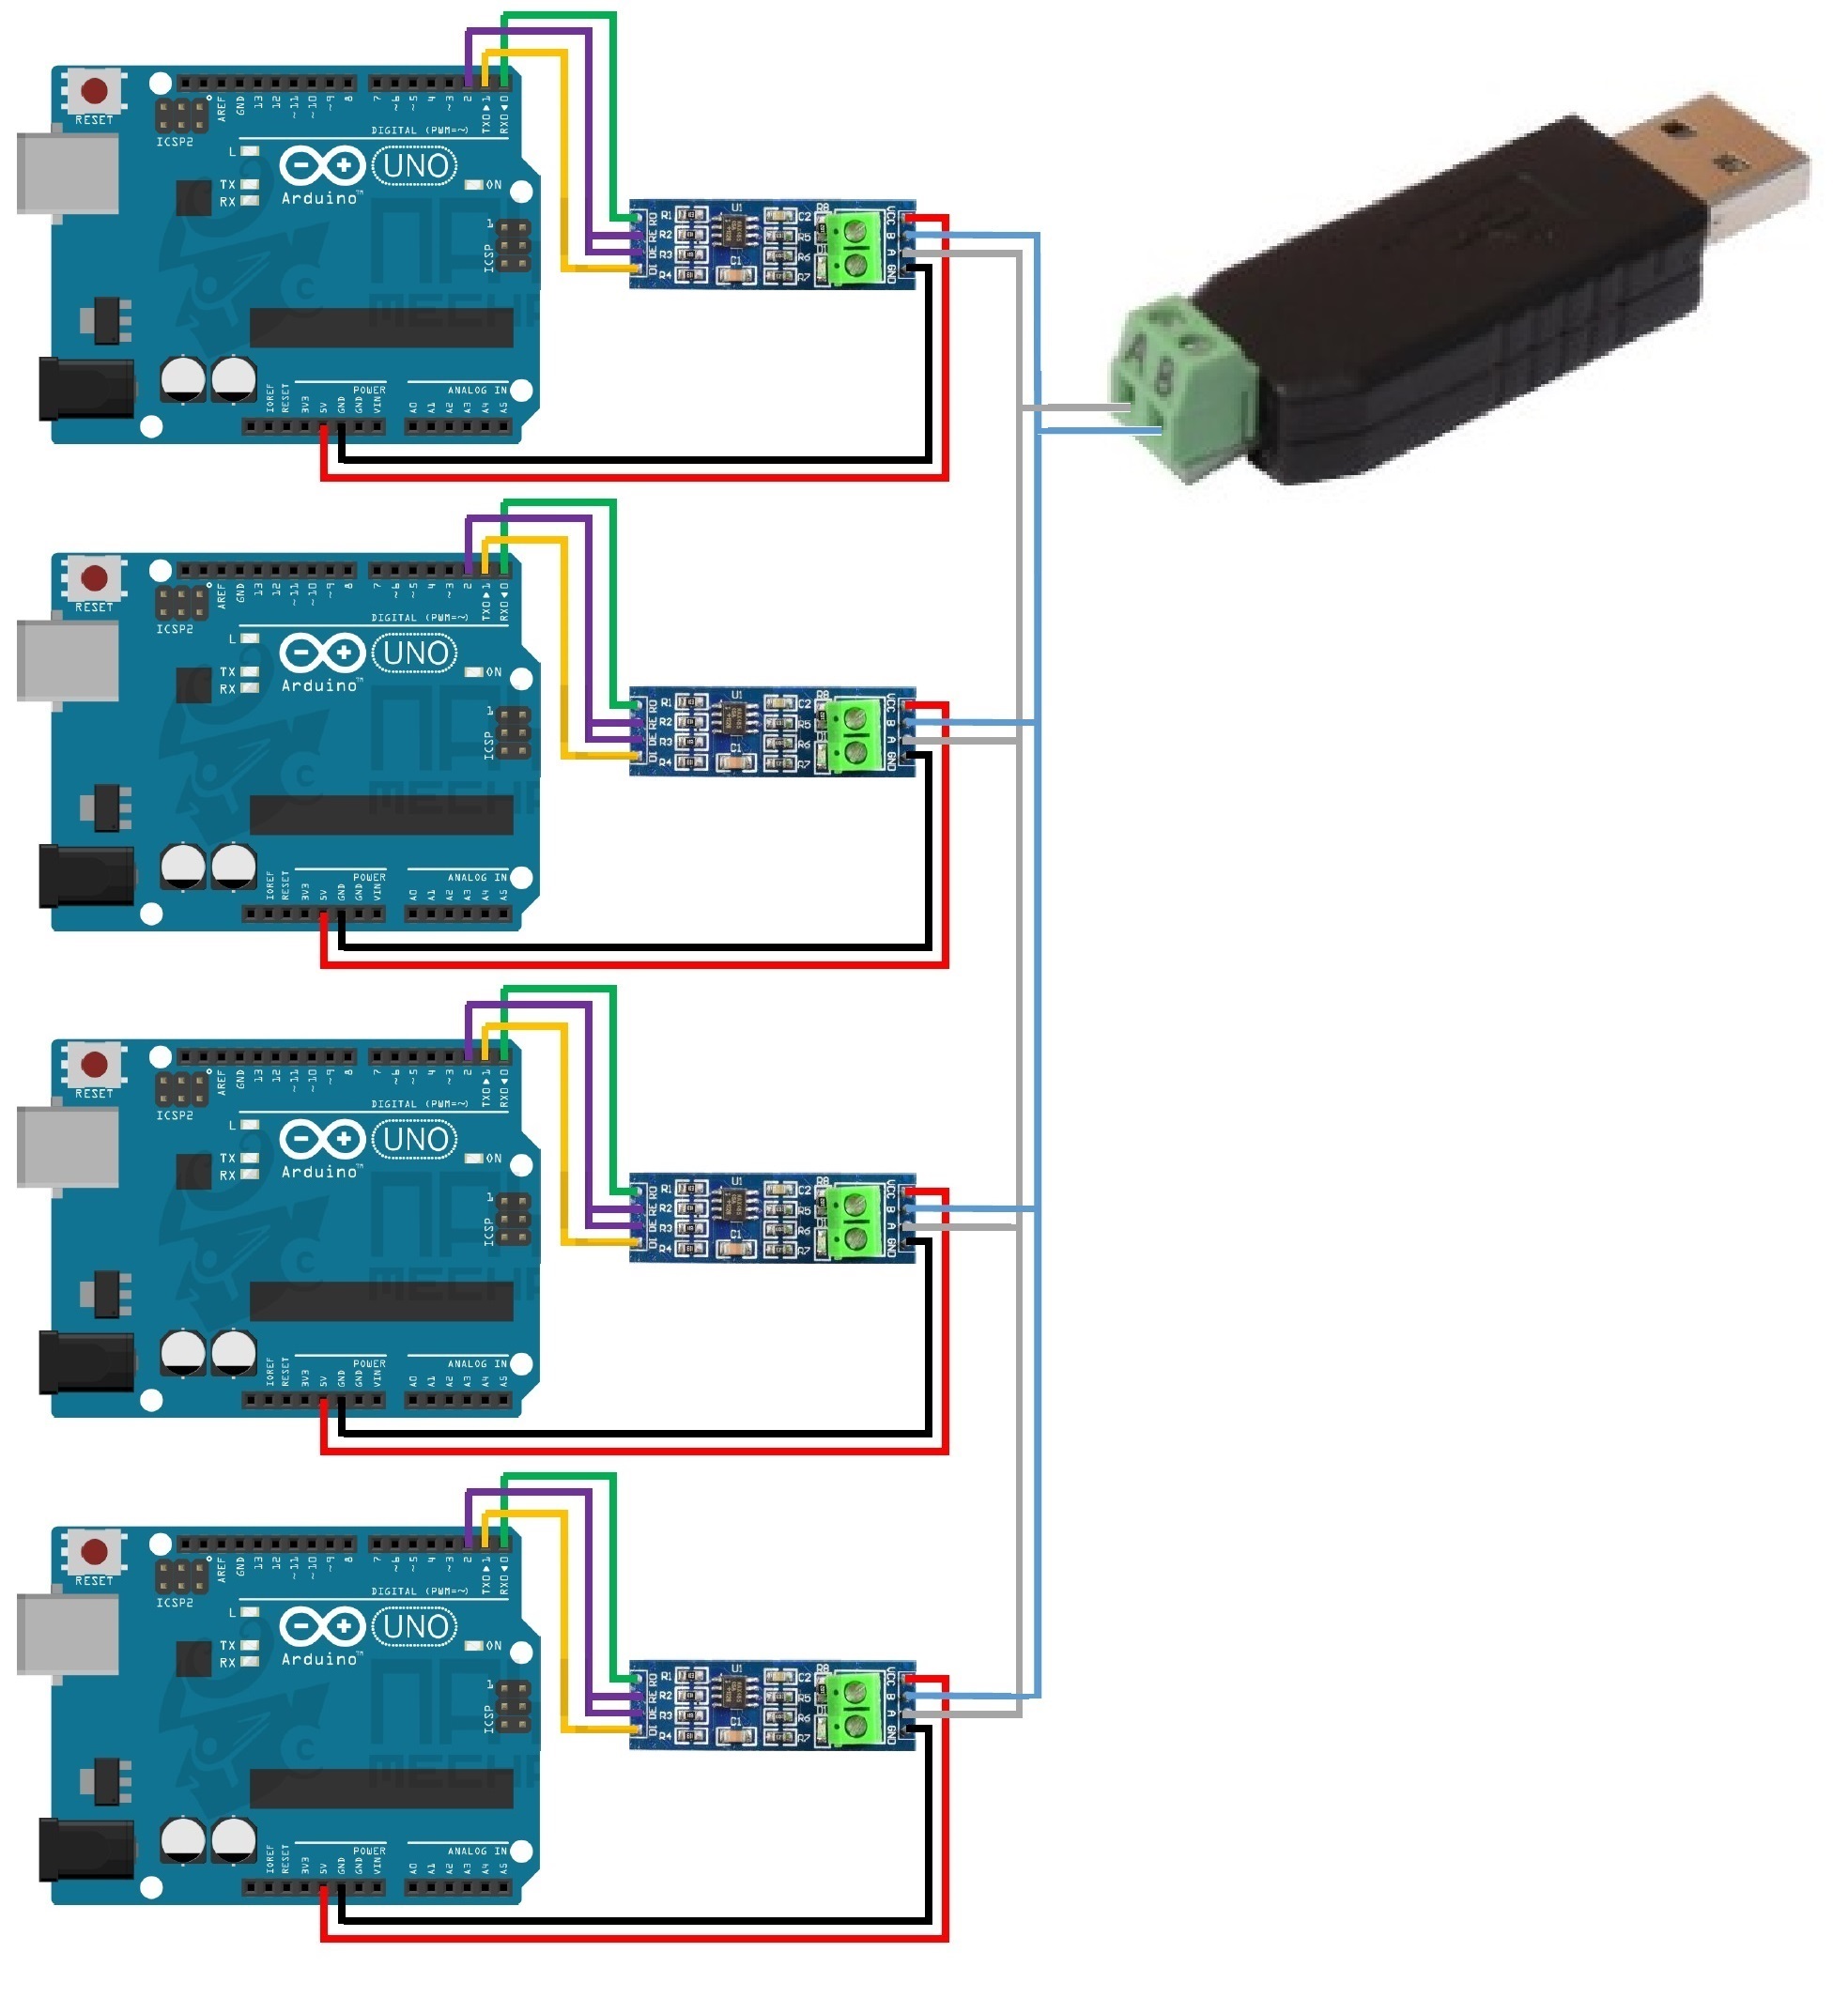 AREF GND 13 12 ~11 ~10 ~9 8 7 ~6 ~5 4 ~3 2 TX0▶1 RX0◀0
RESET
ICSP2
DIGITAL (PWM=~)
L
TX
RX
UNO
Arduino™
ON
1
ICSP
POWER
ANALOG IN
IOREF RESET 3V3 5V GND GND VIN A0 A1 A2 A3 A4 A5
RO RE DE DI
R1
R2
R3
R4
U1
C1
C2
R5
R6
R7
R8
VCC B A GND
A B
AREF GND 13 12 ~11 ~10 ~9 8 7 ~6 ~5 4 ~3 2 TX0▶1 RX0◀0
RESET
ICSP2
DIGITAL (PWM=~)
L
TX
RX
UNO
Arduino™
ON
1
ICSP
POWER
ANALOG IN
IOREF RESET 3V3 5V GND GND VIN A0 A1 A2 A3 A4 A5
RO RE DE DI
R1
R2
R3
R4
U1
C1
C2
R5
R6
R7
R8
VCC B A GND
AREF GND 13 12 ~11 ~10 ~9 8 7 ~6 ~5 4 ~3 2 TX0▶1 RX0◀0
RESET
ICSP2
DIGITAL (PWM=~)
L
TX
RX
UNO
Arduino™
ON
1
ICSP
POWER
ANALOG IN
IOREF RESET 3V3 5V GND GND VIN A0 A1 A2 A3 A4 A5
RO RE DE DI
R1
R2
R3
R4
U1
C1
C2
R5
R6
R7
R8
VCC B A GND
AREF GND 13 12 ~11 ~10 ~9 8 7 ~6 ~5 4 ~3 2 TX0▶1 RX0◀0
RESET
ICSP2
DIGITAL (PWM=~)
L
TX
RX
UNO
Arduino™
ON
1
ICSP
POWER
ANALOG IN
IOREF RESET 3V3 5V GND GND VIN A0 A1 A2 A3 A4 A5
RO RE DE DI
R1
R2
R3
R4
U1
C1
C2
R5
R6
R7
R8
VCC B A GND